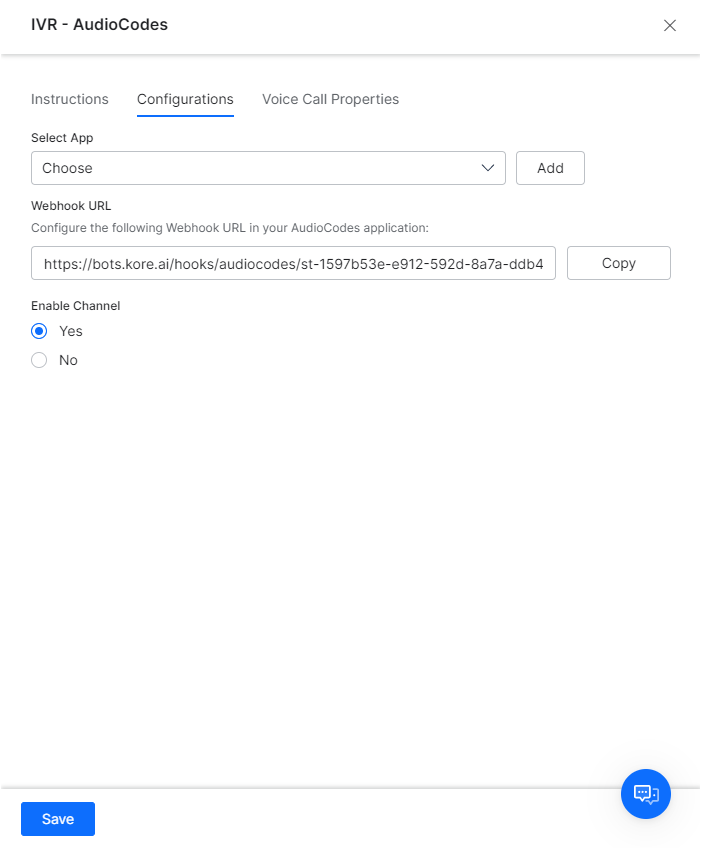 IVR - AudioCodes
Instructions Configurations Voice Call Properties
Select App
Choose Add
Webhook URL
Configure the following Webhook URL in your AudioCodes application:
https://bots.kore.ai/hooks/audiocodes/st-1597b53e-e912-592d-8a7a-ddb4 Copy
Enable Channel
Yes
No
Save